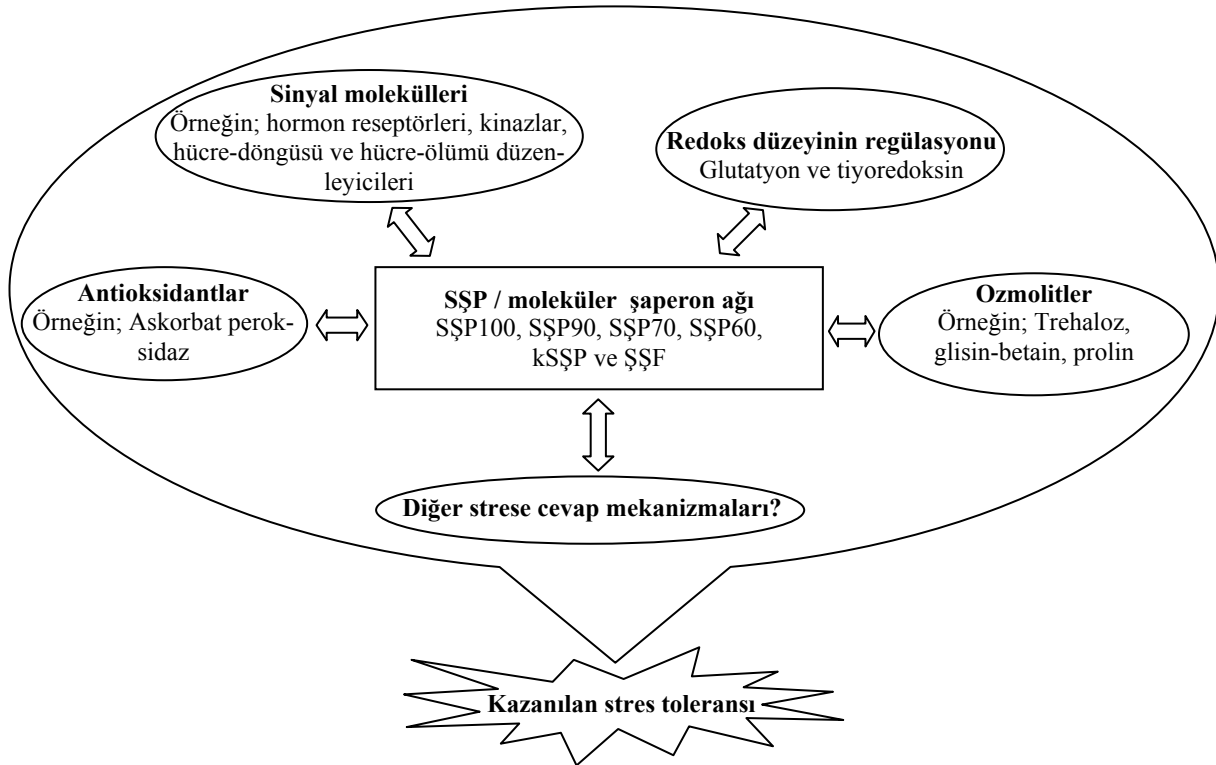 Sinyal molekülleri
Örneğin; hormon reseptörleri, kinazlar,
hücre-döngüsü ve hücre-ölümü düzen-
leyicileri
Redoks düzeyinin regülasyonu
Glutatyon ve tiyoredoksin
Antioksidantlar
Örneğin; Askorbat perok-
sidaz
SŞP / moleküler şaperon ağı
SŞP100, SŞP90, SŞP70, SŞP60,
kSŞP ve ŞŞF
Ozmolitler
Örneğin; Trehaloz,
glisin-betain, prolin
Diğer strese cevap mekanizmaları?
Kazanılan stres toleransı